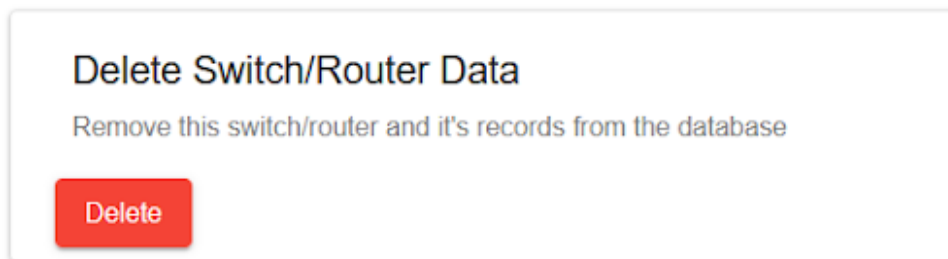 Delete Switch/Router Data
Remove this switch/router and it's records from the database
Delete